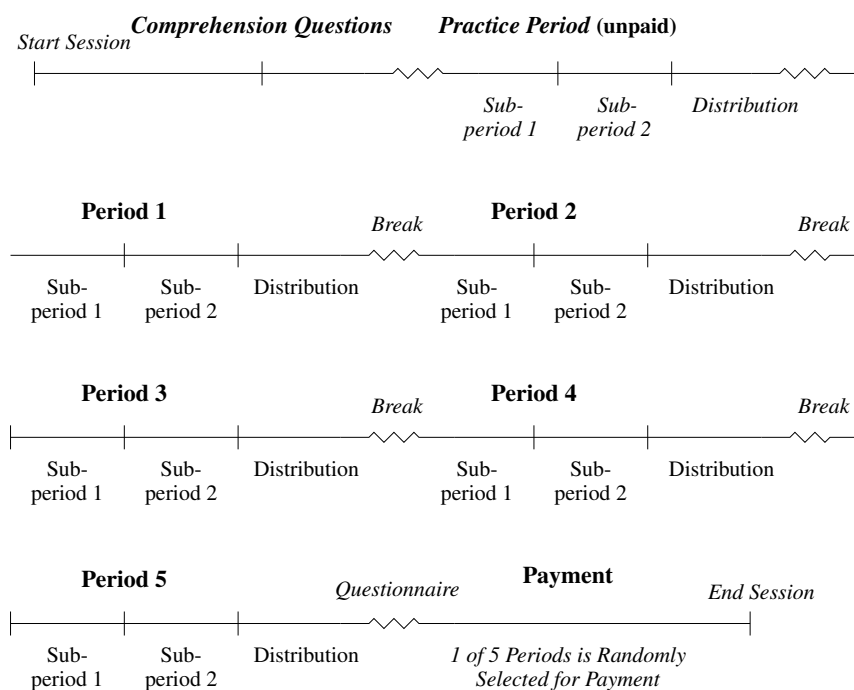 Comprehension Questions Practice Period (unpaid)
Start Session
Sub- Sub- Distribution
period 1 period 2
Period 1 Period 2
Break Break
Sub- Sub- Distribution Sub- Sub- Distribution
period 1 period 2 period 1 period 2
Period 3 Period 4
Break Break
Sub- Sub- Distribution Sub- Sub- Distribution
period 1 period 2 period 1 period 2
Period 5 Payment
Questionnaire End Session
Sub- Sub- Distribution 1 of 5 Periods is Randomly
period 1 period 2 Selected for Payment